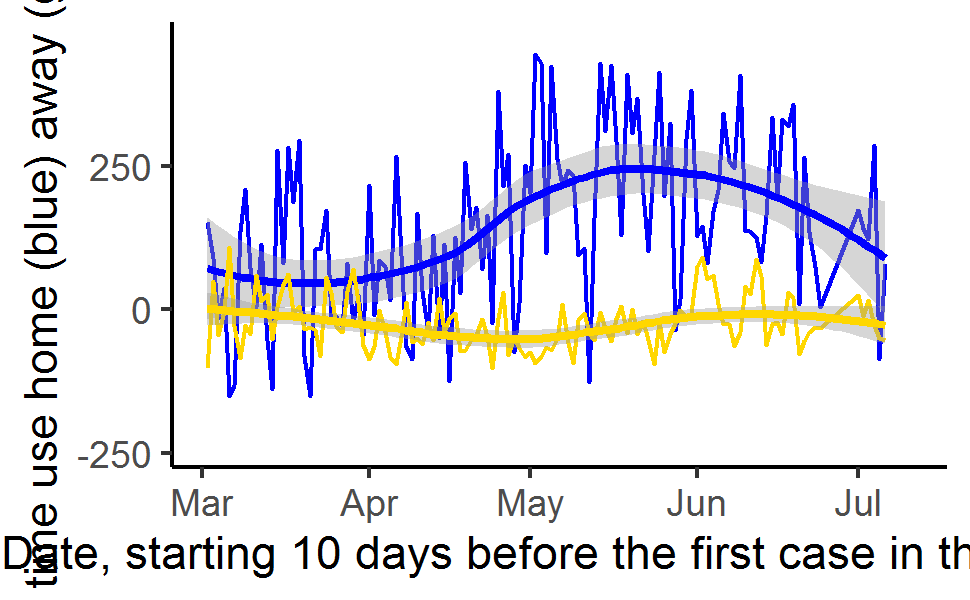 time use home (blue) away (
250
0
-250
Mar Apr May Jun Jul
Date, starting 10 days before the first case in th